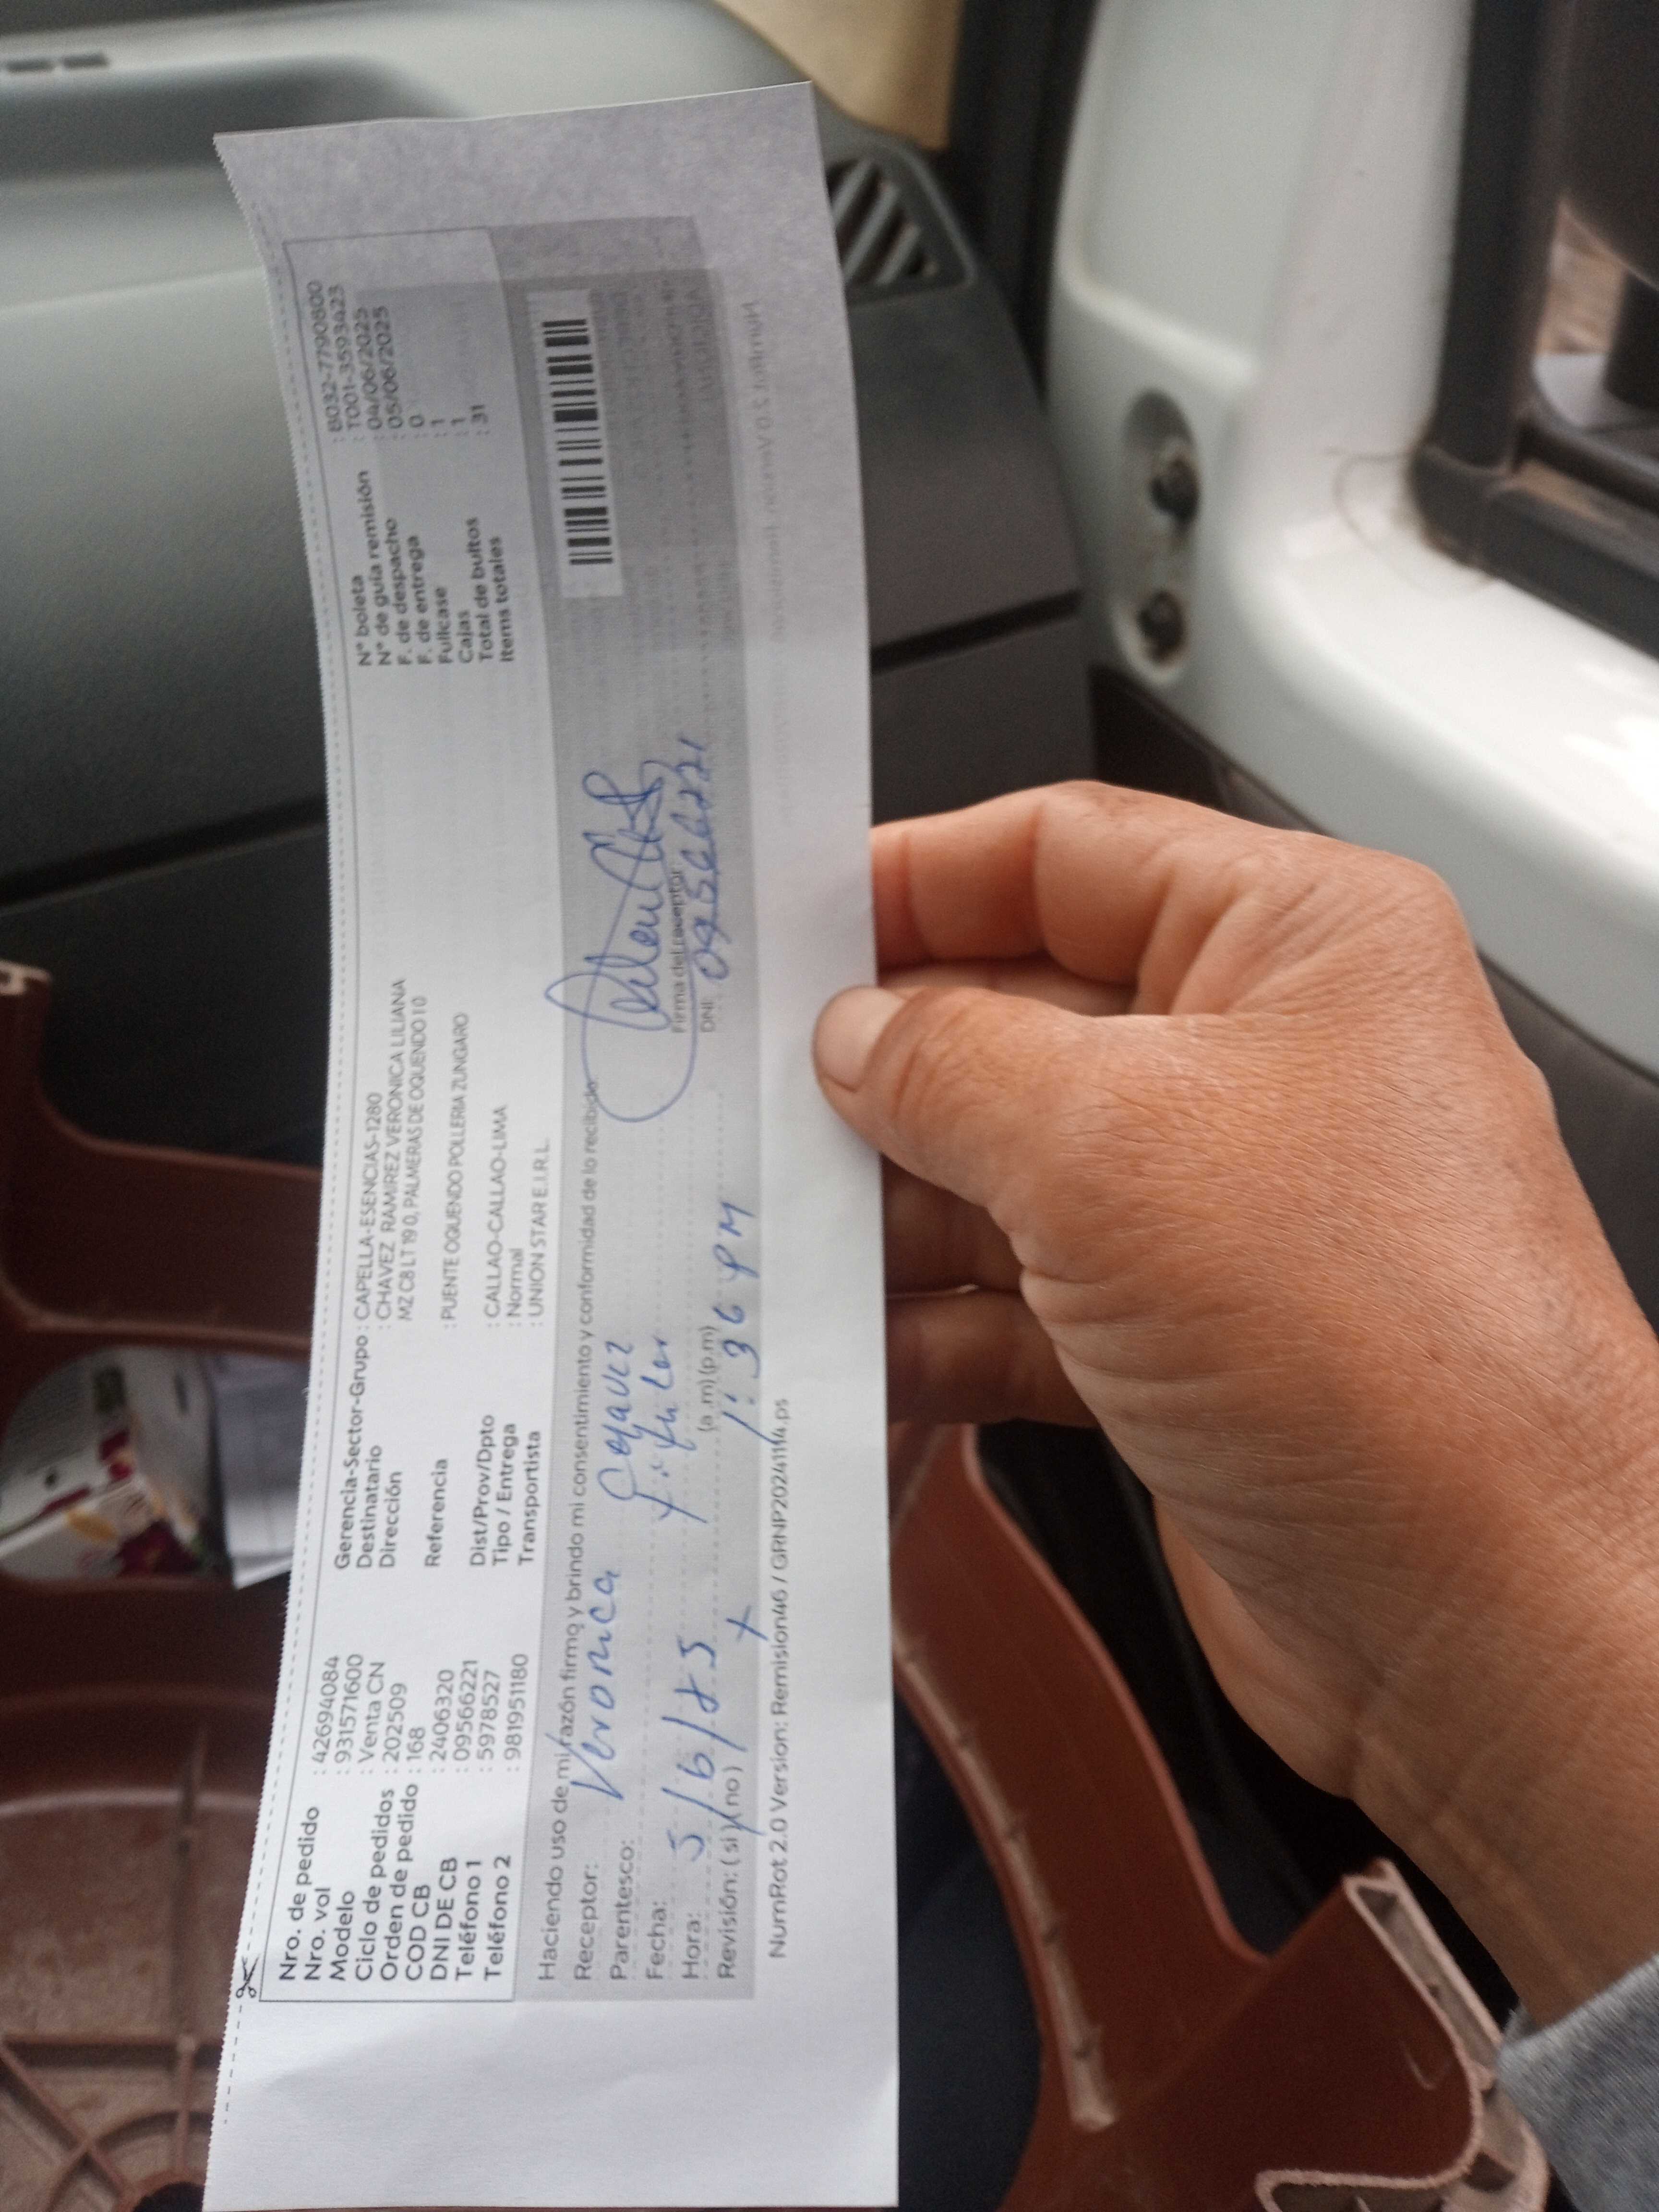 Nro. de pedido : 42694084
Nro. vol : 931571600
Modelo : Venta CN
Ciclo de pedidos : 202509
Orden de pedido : 168
COD CB : 2406320
DNI DE CB : 09566221
Teléfono 1 : 5978527
Teléfono 2 : 981951180
Gerencia-Sector-Grupo : CAPELLA-ESENCIAS-1280
Destinatario : CHAVEZ RAMIREZ VERONICA LILIANA
Dirección MZ C8 LT 19 0, PALMERAS DE OQUENDO 1 0
Referencia : PUENTE OQUENDO POLLERIA ZUNGARO
Dist/Prov/Dpto : CALLAO-CALLAO-LIMA
Tipo / Entrega : Normal
Transportista : UNION STAR E.I.R.L.
N° boleta : B032-7790800
N° de guía remisión : T001-3593423
F. de despacho : 04/06/2025
F. de entrega : 05/06/2025
Fullcase : 0
Cajas : 1
Total de bultos : 1
Items totales : 31
Haciendo uso de mi razón firmo y brindo mi consentimiento y conformidad de lo recibido.
Receptor: Veronica Chavez
Parentesco:
Fecha: 5/6/25
Hora: (a.m) (p.m) 1:36 PM
Revisión: ( si ) ( no ) X
Firma del receptor
DNI: 09566221
NumRot 2.0 Version: Remision46 / GRNP20241114.ps